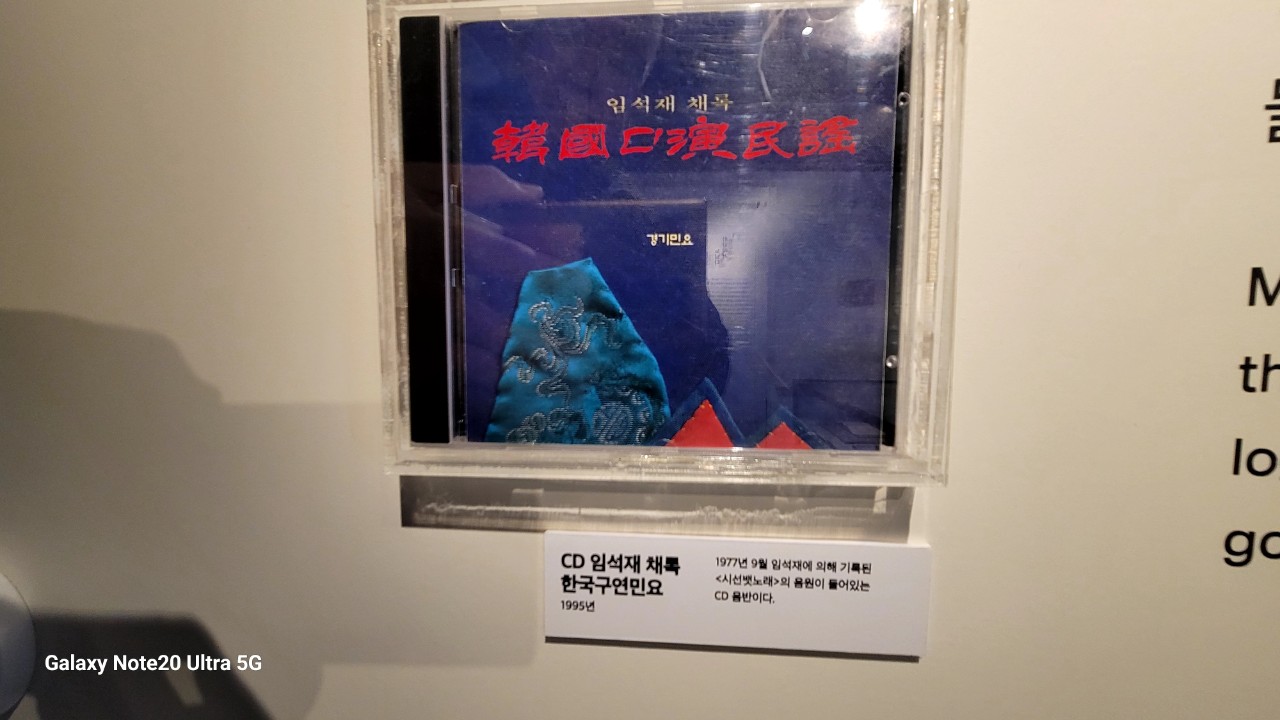 임석재 채록
韓國口演民謠
경기민요
CD 임석재 채록
한국구연민요
1995년
1977년 9월 임석재에 의해 기록된
<시선뱃노래>의 음원이 들어있는
CD 음반이다.
th
lo
Galaxy Note20 Ultra 5G